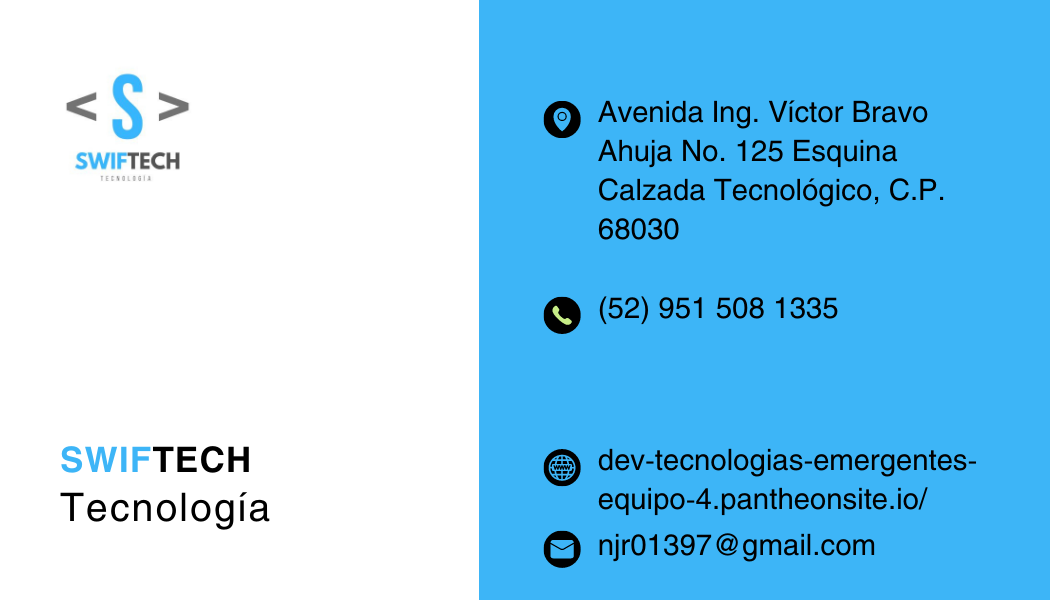 < S >
SWIFTECH
TECNOLOGÍA
SWIFTECH
Tecnología
Avenida Ing. Víctor Bravo
Ahuja No. 125 Esquina
Calzada Tecnológico, C.P.
68030
(52) 951 508 1335
www
dev-tecnologias-emergentes-
equipo-4.pantheonsite.io/
njr01397@gmail.com